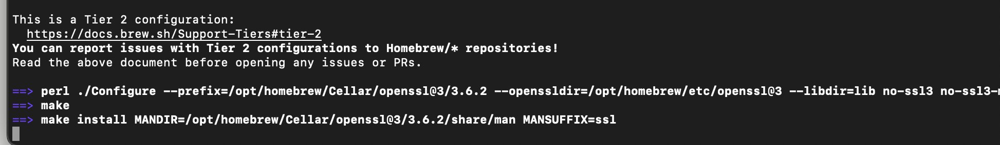 This is a Tier 2 configuration:
https://docs.brew.sh/Support-Tiers#tier-2
You can report issues with Tier 2 configurations to Homebrew/* repositories!
Read the above document before opening any issues or PRs.
==> perl ./Configure --prefix=/opt/homebrew/Cellar/openssl@3/3.6.2 --openssldir=/opt/homebrew/etc/openssl@3 --libdir=lib no-ssl3 no-ssl3-
==> make
==> make install MANDIR=/opt/homebrew/Cellar/openssl@3/3.6.2/share/man MANSUFFIX=ssl